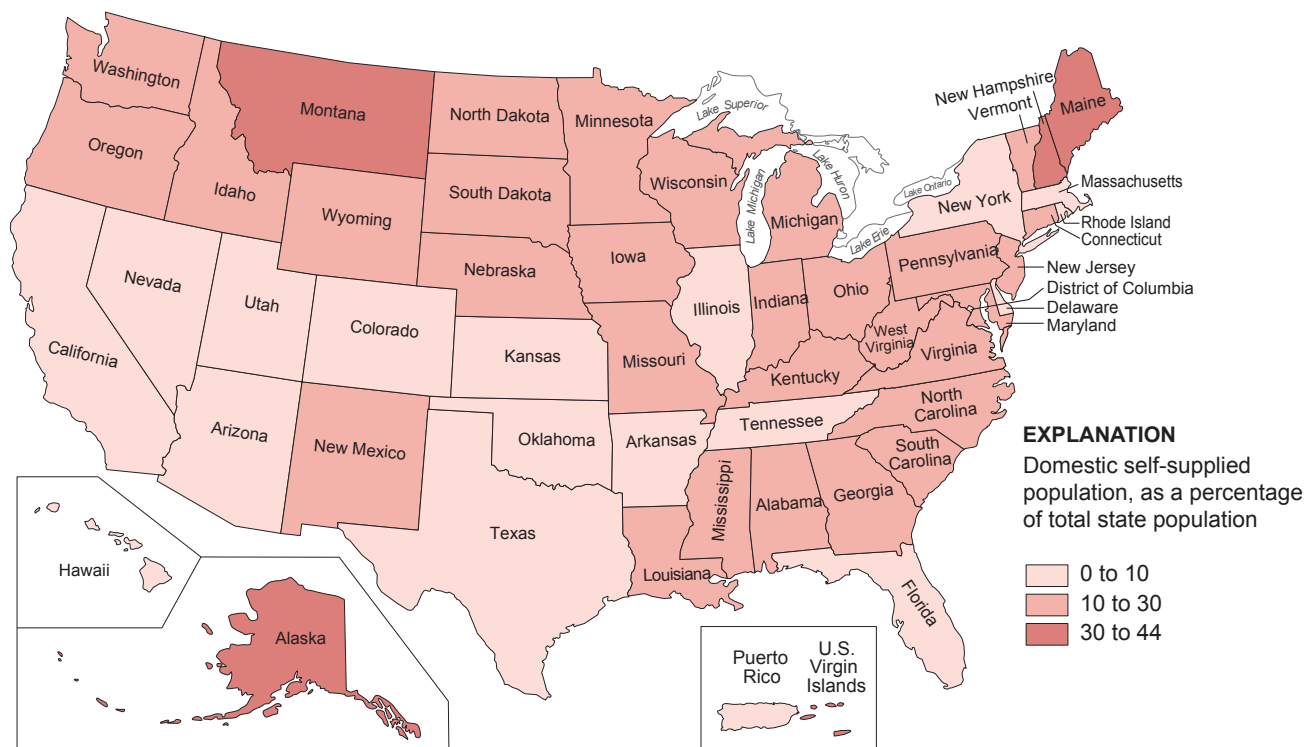 Washington
Montana
North Dakota
Minnesota
Lake Superior
New Hampshire
Vermont
Maine
Oregon
Idaho
Wyoming
South Dakota
Wisconsin
Lake Michigan
Lake Huron
Michigan
Lake Ontario
Lake Erie
New York
Massachusetts
Rhode Island
Connecticut
Nebraska
Iowa
Pennsylvania
New Jersey
District of Columbia
Delaware
Maryland
Nevada
Utah
Colorado
Illinois
Indiana
Ohio
West
Virginia
Virginia
California
Kansas
Missouri
Kentucky
North
Carolina
Arizona
New Mexico
Oklahoma
Arkansas
Tennessee
South
Carolina
Texas
Louisiana
Mississippi
Alabama
Georgia
Florida
Hawaii
Alaska
Puerto
Rico
U.S.
Virgin
Islands
EXPLANATION
Domestic self-supplied
population, as a percentage
of total state population
0 to 10
10 to 30
30 to 44